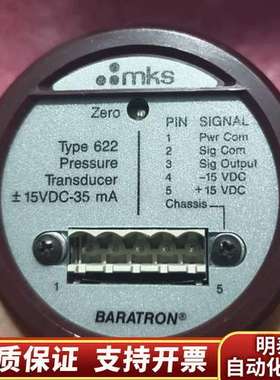 mks
Zero
PIN SIGNAL
1 Pwr Com
2 Sig Com
3 Sig Output
4 -15 VDC
5 +15 VDC
Chassis
Type 622
Pressure
Transducer
±15VDC-35 mA
1 5
BARATRON®
质保证 支持开票
明
自动化